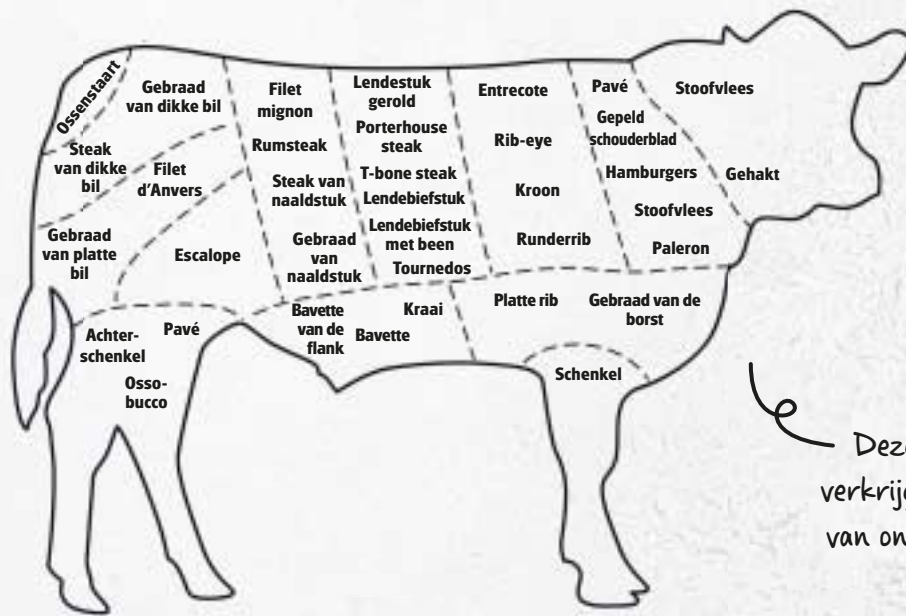 Ossenstaart
Gebraad
van dikke bil
Steak
van dikke
bil
Filet
d'Anvers
Gebraad
van platte
bil
Escalope
Filet
mignon
Rumsteak
Steak van
naaldstuk
Gebraad
van
naaldstuk
Lendestuk
gerold
Porterhouse
steak
T-bone steak
Lendebiefstuk
Lendebiefstuk
met been
Tournedos
Entrecote
Rib-eye
Kroon
Runderrib
Pavé
Gepeld
schouderblad
Hamburgers
Stoofvlees
Paleron
Stoofvlees
Gehakt
Achter-
schenkel
Pavé
Osso-
bucco
Bavette
van de
flank
Bavette
Kraai
Platte rib
Gebraad van de
borst
Schenkel
van